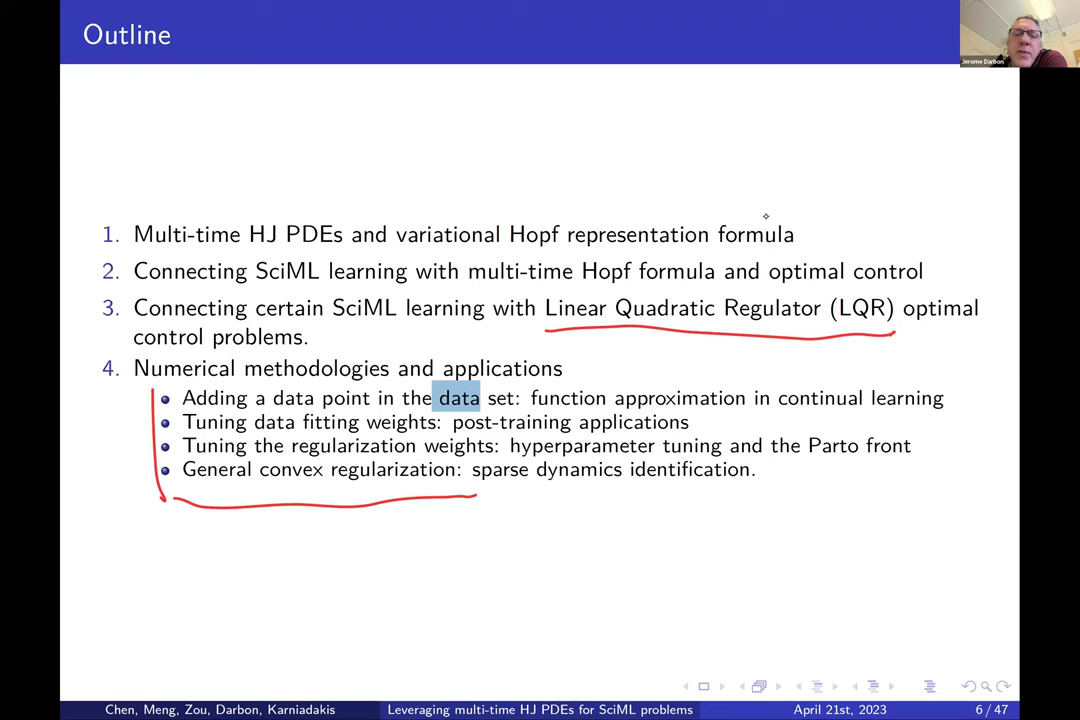 Outline
Jerome Darbon
1. Multi-time HJ PDEs and variational Hopf representation formula
2. Connecting SciML learning with multi-time Hopf formula and optimal control
3. Connecting certain SciML learning with Linear Quadratic Regulator (LQR) optimal
control problems.
4. Numerical methodologies and applications
Adding a data point in the data set: function approximation in continual learning
Tuning data fitting weights: post-training applications
Tuning the regularization weights: hyperparameter tuning and the Parto front
General convex regularization: sparse dynamics identification.
Chen, Meng, Zou, Darbon, Karniadakis Leveraging multi-time HJ PDEs for SciML problems April 21st, 2023 6 / 47